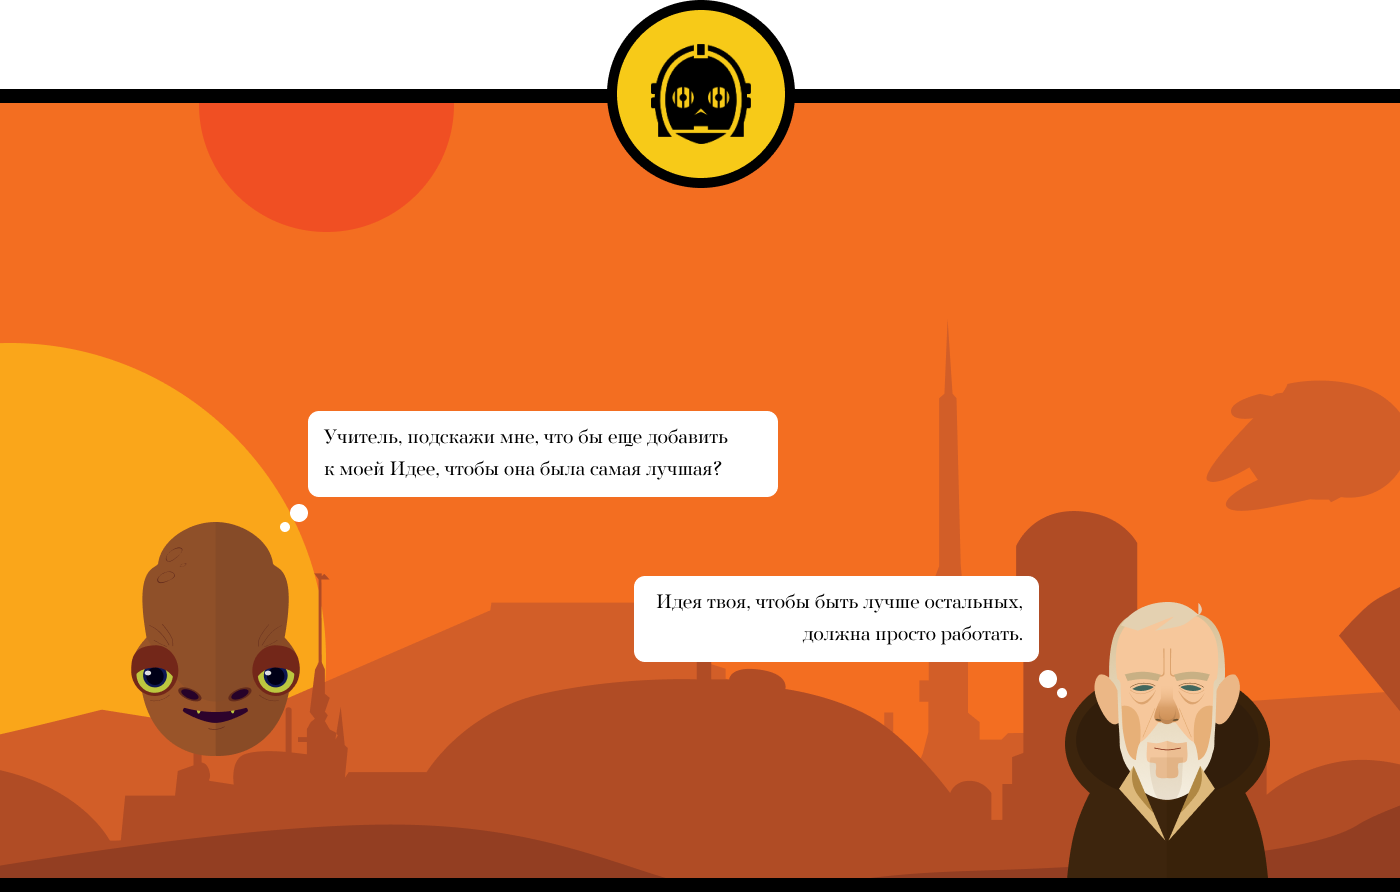 Учитель, подскажи мне, что бы еще добавить
к моей Идее, чтобы она была самая лучшая?
Идея твоя, чтобы быть лучше остальных,
должна просто работать.